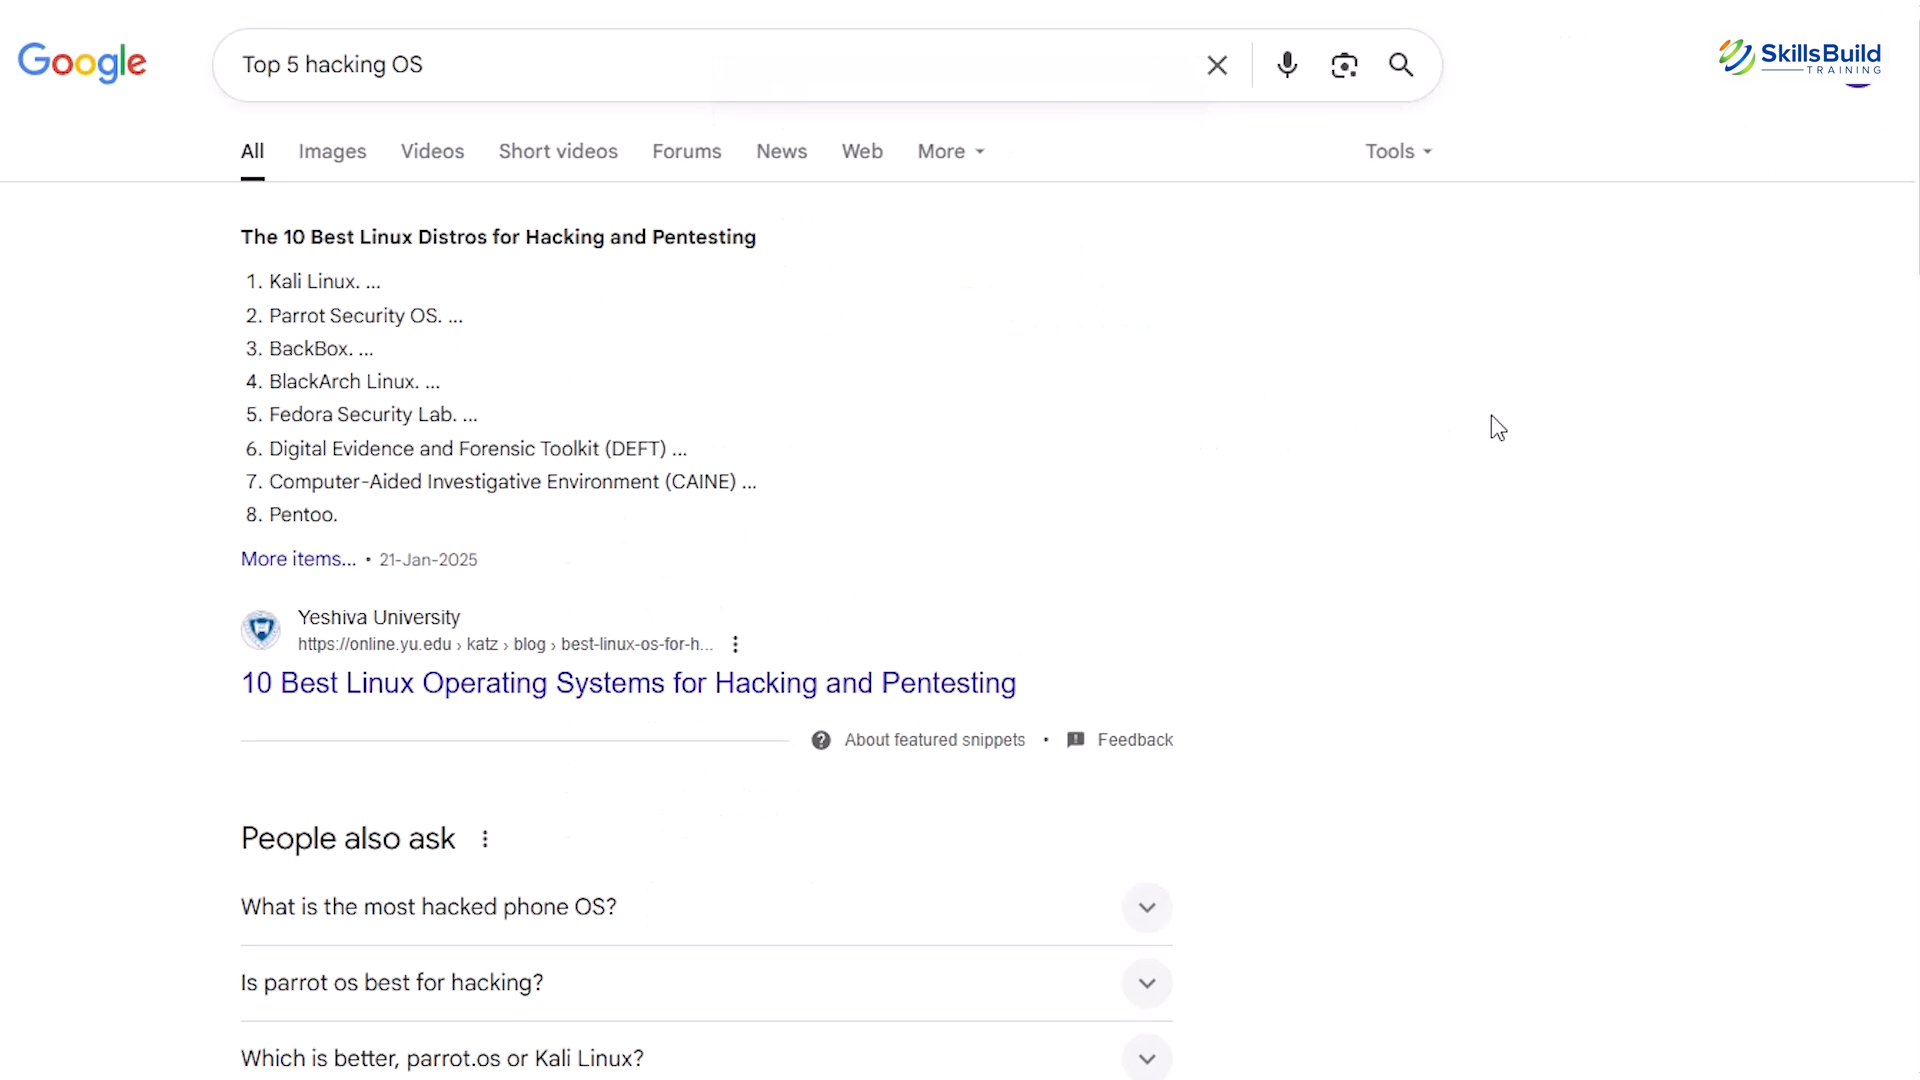 Google
Top 5 hacking OS
SkillsBuild
TRAINING
All Images Videos Short videos Forums News Web More Tools
The 10 Best Linux Distros for Hacking and Pentesting
1. Kali Linux. ...
2. Parrot Security OS. ...
3. BackBox. ...
4. BlackArch Linux. ...
5. Fedora Security Lab. ...
6. Digital Evidence and Forensic Toolkit (DEFT) ...
7. Computer-Aided Investigative Environment (CAINE) ...
8. Pentoo.
More items... • 21-Jan-2025
Yeshiva University
https://online.yu.edu › katz › blog › best-linux-os-for-h...
10 Best Linux Operating Systems for Hacking and Pentesting
About featured snippets • Feedback
People also ask
What is the most hacked phone OS?
Is parrot os best for hacking?
Which is better, parrot.os or Kali Linux?